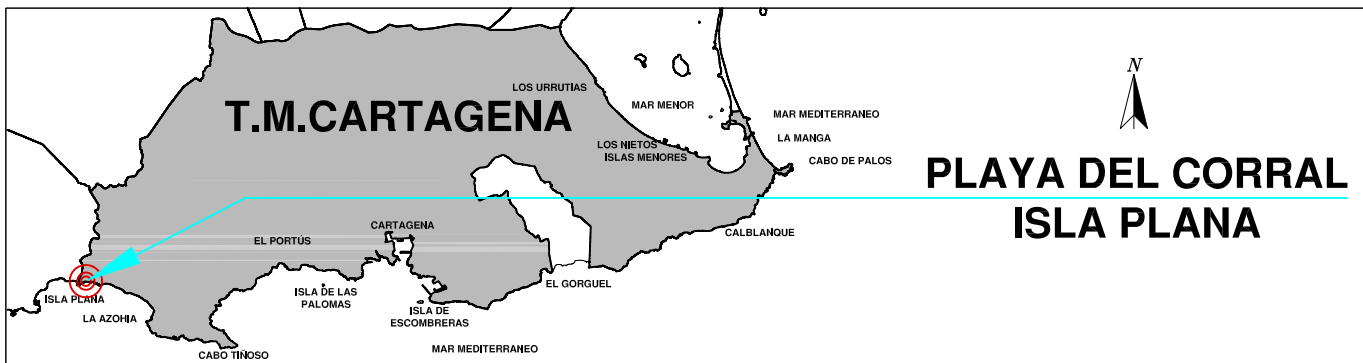 LOS URRUTIAS
MAR MENOR
T.M.CARTAGENA
MAR MEDITERRANEO
LA MANGA
LOS NIETOS
ISLAS MENORES
CABO DE PALOS
N
PLAYA DEL CORRAL
ISLA PLANA
CARTAGENA
CALBLANQUE
EL PORTÚS
EL GORGUEL
ISLA PLANA
ISLA DE LAS
PALOMAS
LA AZOHIA
ISLA DE
ESCOMBRERAS
MAR MEDITERRANEO
CABO TIÑOSO